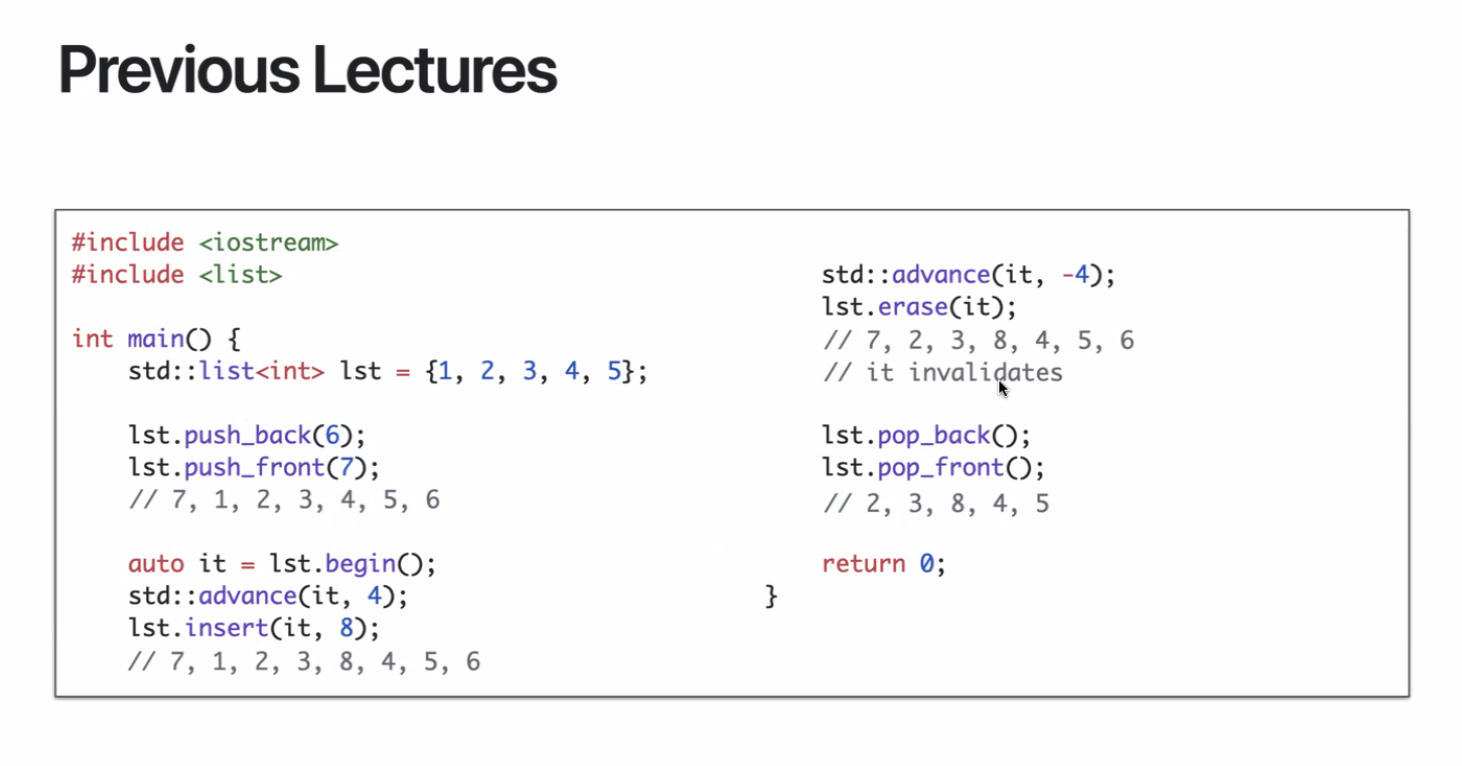 Previous Lectures
#include <iostream>
#include <list>
int main() {
std::list<int> lst = {1, 2, 3, 4, 5};
lst.push_back(6);
lst.push_front(7);
// 7, 1, 2, 3, 4, 5, 6
auto it = lst.begin();
std::advance(it, 4);
lst.insert(it, 8);
// 7, 1, 2, 3, 8, 4, 5, 6
std::advance(it, -4);
lst.erase(it);
// 7, 2, 3, 8, 4, 5, 6
// it invalidates
lst.pop_back();
lst.pop_front();
// 2, 3, 8, 4, 5
return 0;
}